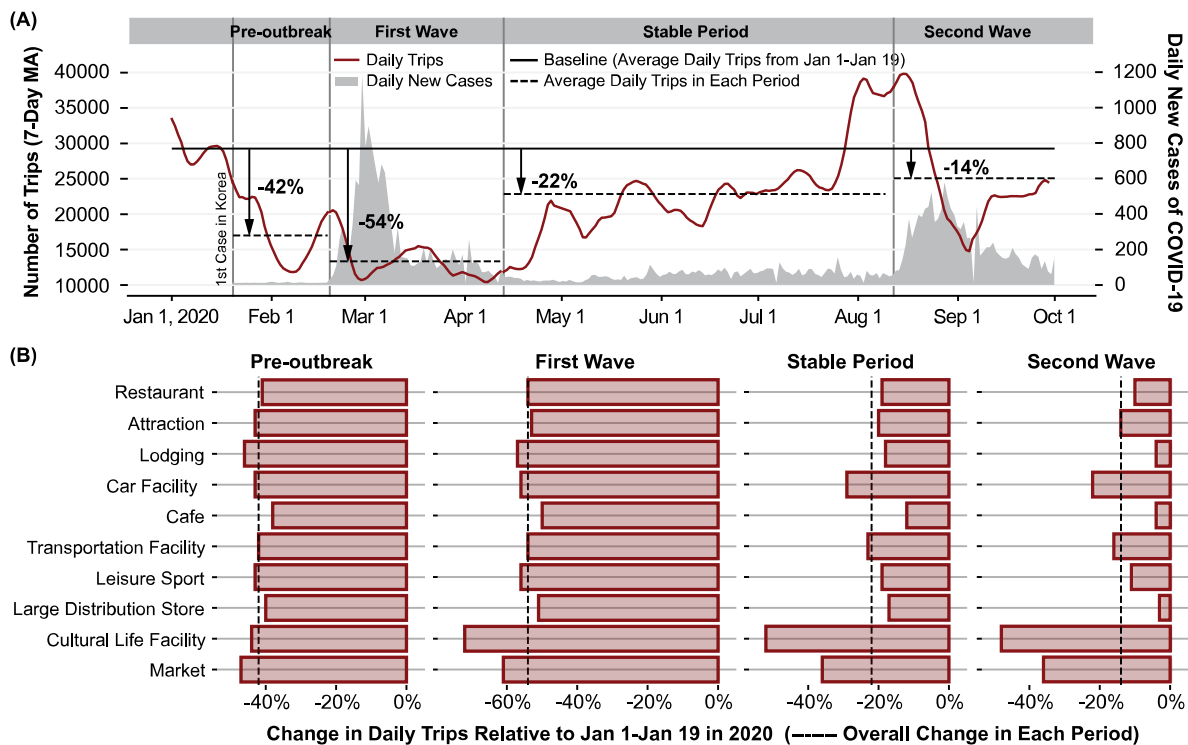 (A)
Pre-outbreak First Wave Stable Period Second Wave
Daily Trips
Daily New Cases
Baseline (Average Daily Trips from Jan 1-Jan 19)
Average Daily Trips in Each Period
Number of Trips (7-Day MA)
40000
35000
30000
25000
20000
15000
10000
Daily New Cases of COVID-19
1200
1000
800
600
400
200
0
1st Case in Korea
-42%
-54%
-22%
-14%
Jan 1, 2020 Feb 1 Mar 1 Apr 1 May 1 Jun 1 Jul 1 Aug 1 Sep 1 Oct 1
(B)
Pre-outbreak First Wave Stable Period Second Wave
Restaurant
Attraction
Lodging
Car Facility
Cafe
Transportation Facility
Leisure Sport
Large Distribution Store
Cultural Life Facility
Market
-40% -20% 0% -80% -60% -40% -20% 0% -40% -20% 0% -40% -20% 0%
Change in Daily Trips Relative to Jan 1-Jan 19 in 2020 (----- Overall Change in Each Period)